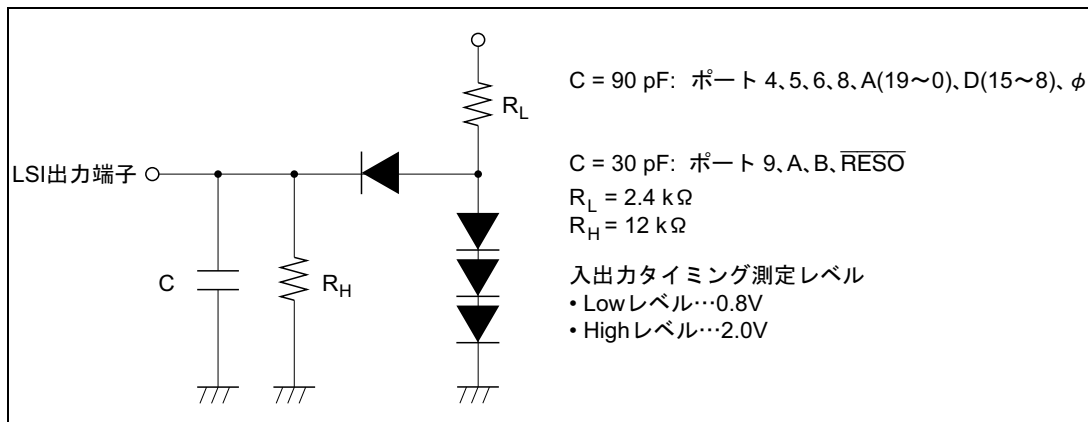 C = 90 pF: ポート 4、5、6、8、A(19～0)、D(15～8)、φ
R_L
LSI出力端子
C = 30 pF: ポート 9、A、B、R̅E̅S̅O̅
R_L = 2.4 kΩ
R_H = 12 kΩ
入出力タイミング測定レベル
C
R_H
• Lowレベル…0.8V
• Highレベル…2.0V